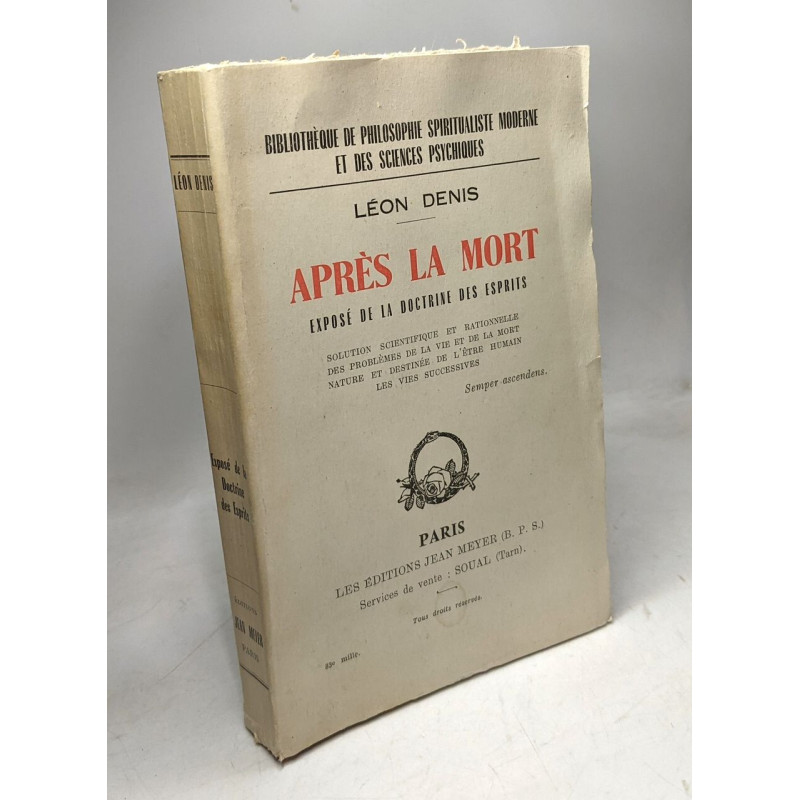 BIBLIOTHÈQUE DE PHILOSOPHIE SPIRITUALISTE MODERNE
ET DES SCIENCES PSYCHIQUES
LÉON DENIS
APRÈS LA MORT
EXPOSÉ DE LA DOCTRINE DES ESPRITS
SOLUTION SCIENTIFIQUE ET RATIONNELLE
DES PROBLÈMES DE LA VIE ET DE LA MORT
NATURE ET DESTINÉE DE L'ÊTRE HUMAIN
LES VIES SUCCESSIVES
Semper ascendens.
PARIS
LES EDITIONS JEAN MEYER (B. P. S.)
Services de vente : SOUAL (Tarn).
Tous droits réservés
mille.
LÉON DENIS
Exposé de la
Doctrine
des Esprits
JEAN MEYER
PARIS